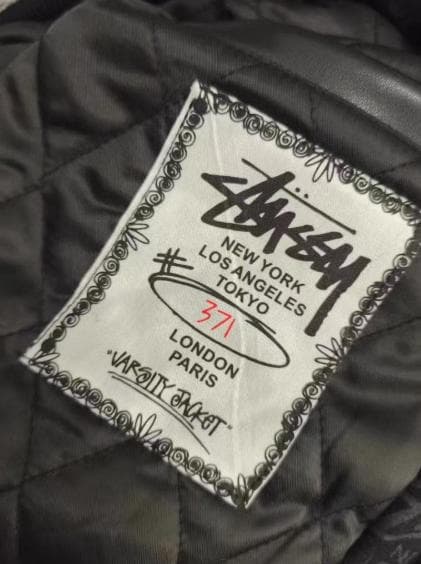 STÜSSY
NEW YORK
LOS ANGELES
TOKYO
# 371
LONDON
PARIS
"VARSITY JACKET"